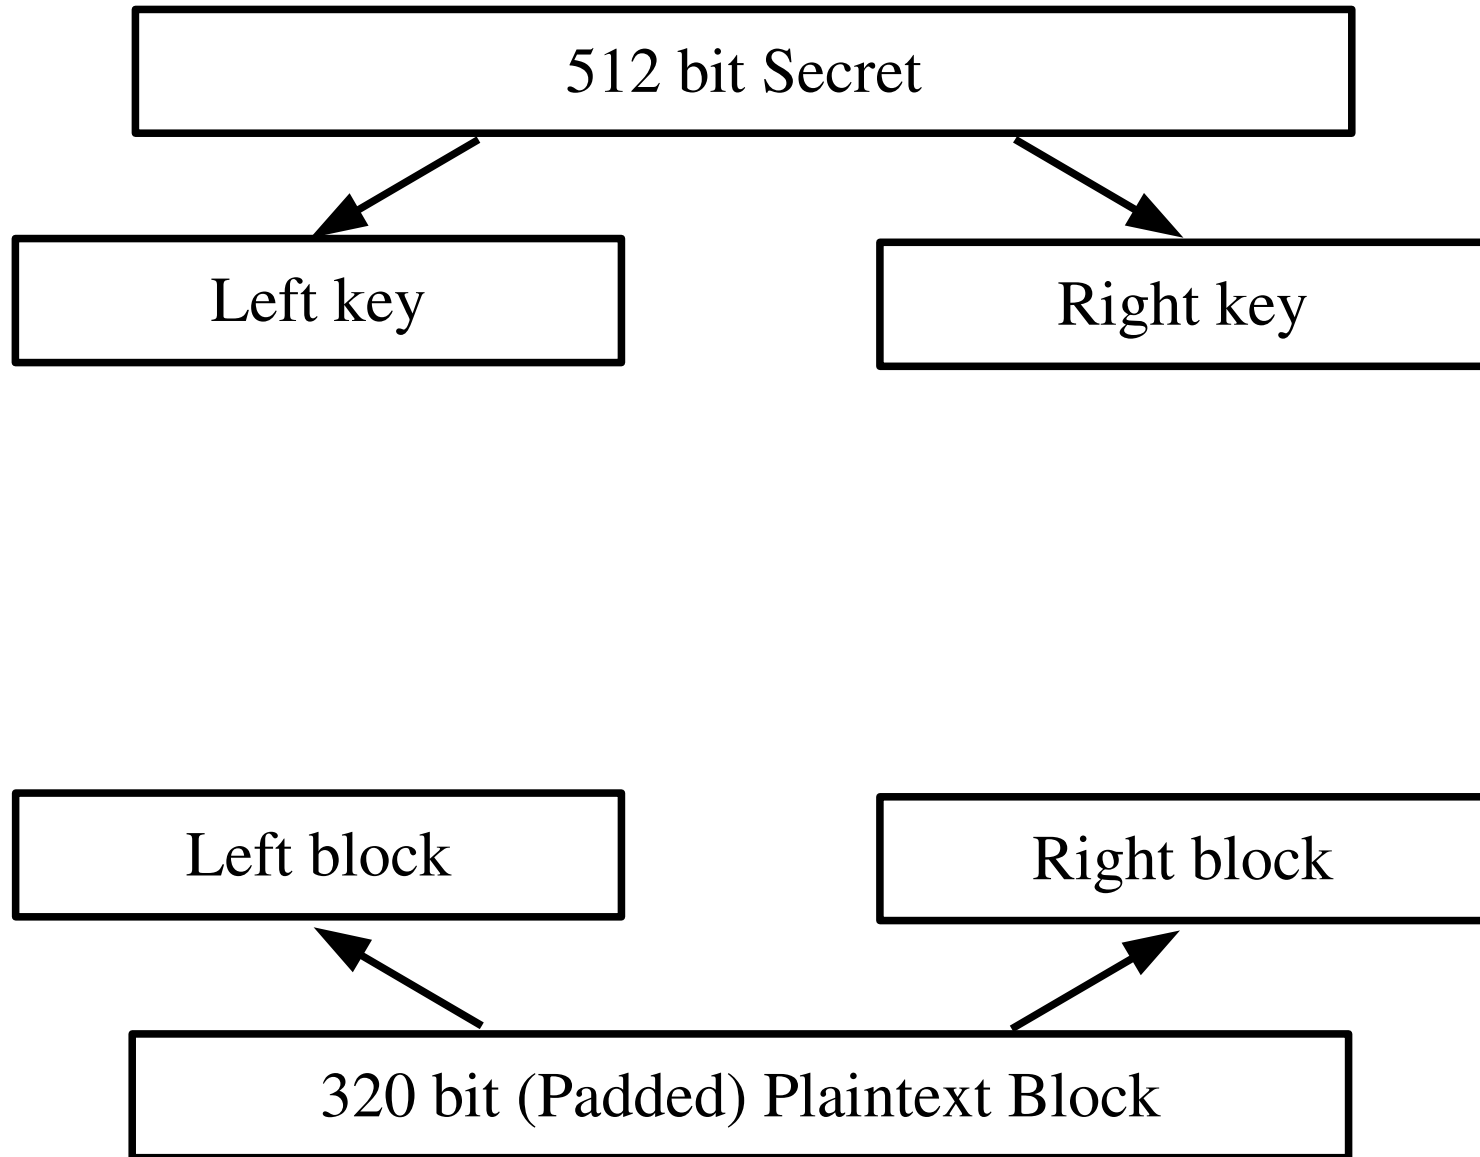 512 bit Secret
Left key
Right key
Left block
Right block
320 bit (Padded) Plaintext Block